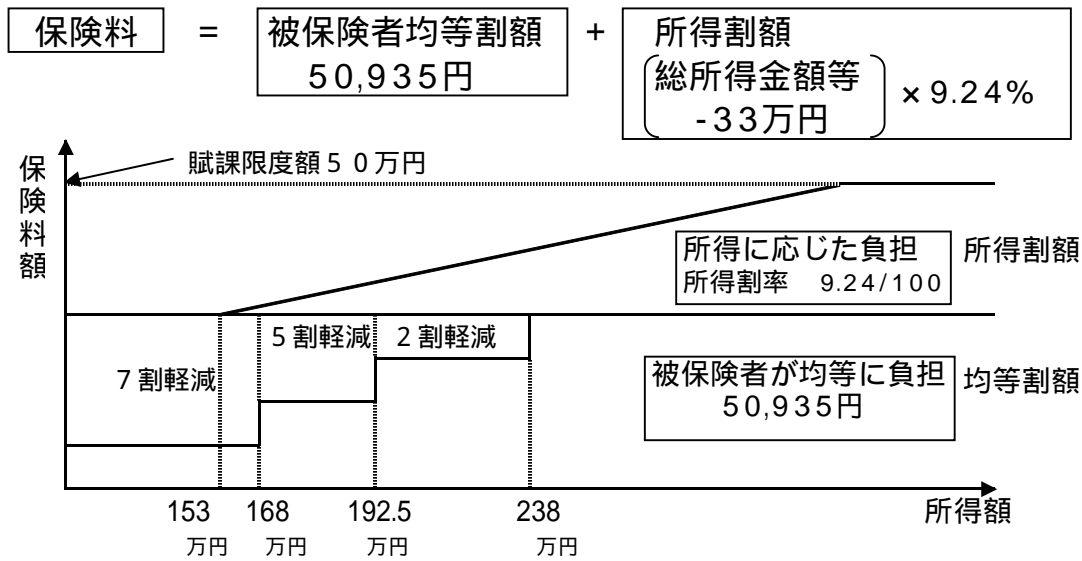 保険料 = 被保険者均等割額 + 所得割額
50,935円
総所得金額等
-33万円
×9.24%
保険料額
賦課限度額50万円
所得に応じた負担
所得割率 9.24/100
所得割額
5割軽減
2割軽減
7割軽減
被保険者が均等に負担
50,935円
均等割額
153 168 192.5 238
万円 万円 万円 万円
所得額